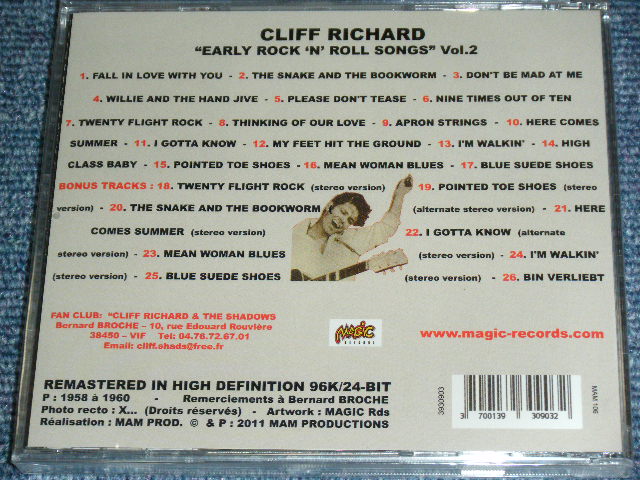 CLIFF RICHARD
“EARLY ROCK ‘N’ ROLL SONGS” Vol.2
1. FALL IN LOVE WITH YOU - 2. THE SNAKE AND THE BOOKWORM - 3. DON'T BE MAD AT ME
4. WILLIE AND THE HAND JIVE - 5. PLEASE DON'T TEASE - 6. NINE TIMES OUT OF TEN
7. TWENTY FLIGHT ROCK - 8. THINKING OF OUR LOVE - 9. APRON STRINGS - 10. HERE COMES
SUMMER - 11. I GOTTA KNOW - 12. MY FEET HIT THE GROUND - 13. I'M WALKIN' - 14. HIGH
CLASS BABY - 15. POINTED TOE SHOES - 16. MEAN WOMAN BLUES - 17. BLUE SUEDE SHOES
BONUS TRACKS : 18. TWENTY FLIGHT ROCK (stereo version) 19. POINTED TOE SHOES (stereo
version) - 20. THE SNAKE AND THE BOOKWORM (alternate stereo version) - 21. HERE
COMES SUMMER (stereo version) 22. I GOTTA KNOW (alternate
stereo version) - 23. MEAN WOMAN BLUES (stereo version) - 24. I'M WALKIN'
(stereo version) - 25. BLUE SUEDE SHOES (stereo version) - 26. BIN VERLIEBT
FAN CLUB: “CLIFF RICHARD & THE SHADOWS
Bernard BROCHE – 10, rue Edouard Rouvière
38450 – VIF Tel: 04.76.72.67.01
Email: cliff.shads@free.fr
MAGIC
RECORDS
www.magic-records.com
REMASTERED IN HIGH DEFINITION 96K/24-BIT
P : 1958 à 1960 - Remerciements à Bernard BROCHE
Photo recto : X... (Droits réservés) - Artwork : MAGIC Rds
Réalisation : MAM PROD. © & P : 2011 MAM PRODUCTIONS
3930903
3 700139 309032
MAM 106